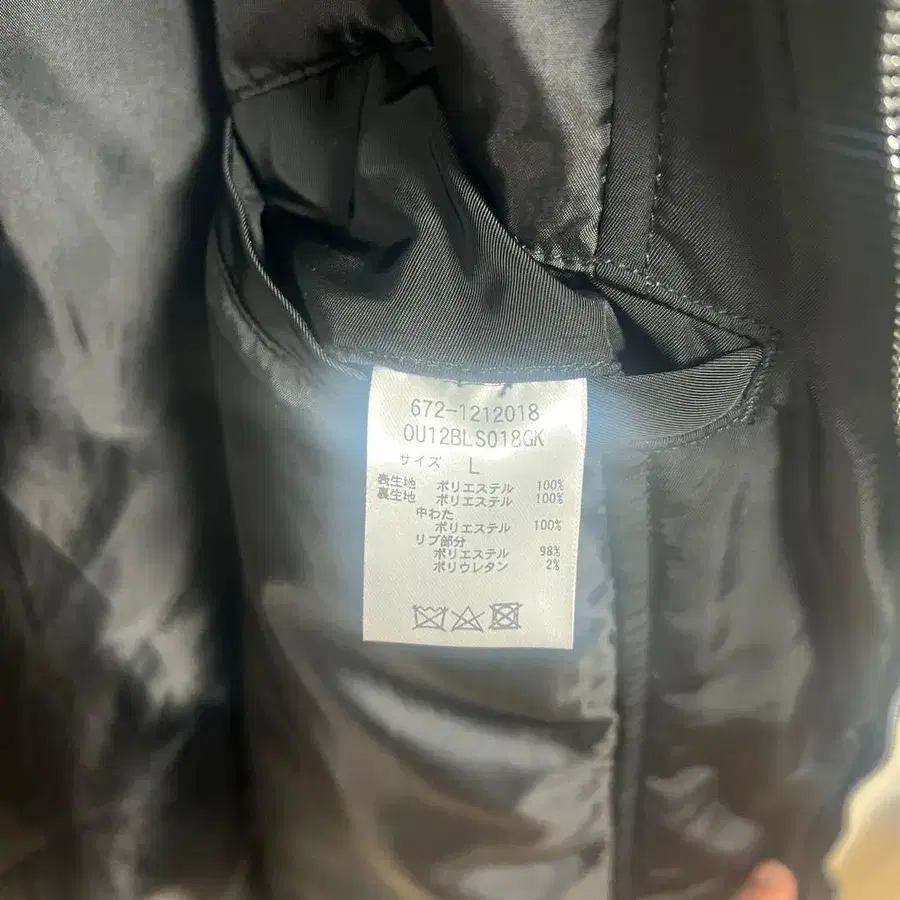 672-1212018
OU12BLS018GK
サイズ L
表生地 ポリエステル 100%
裏生地 ポリエステル 100%
中わた
ポリエステル 100%
リブ部分
ポリエステル 98%
ポリウレタン 2%